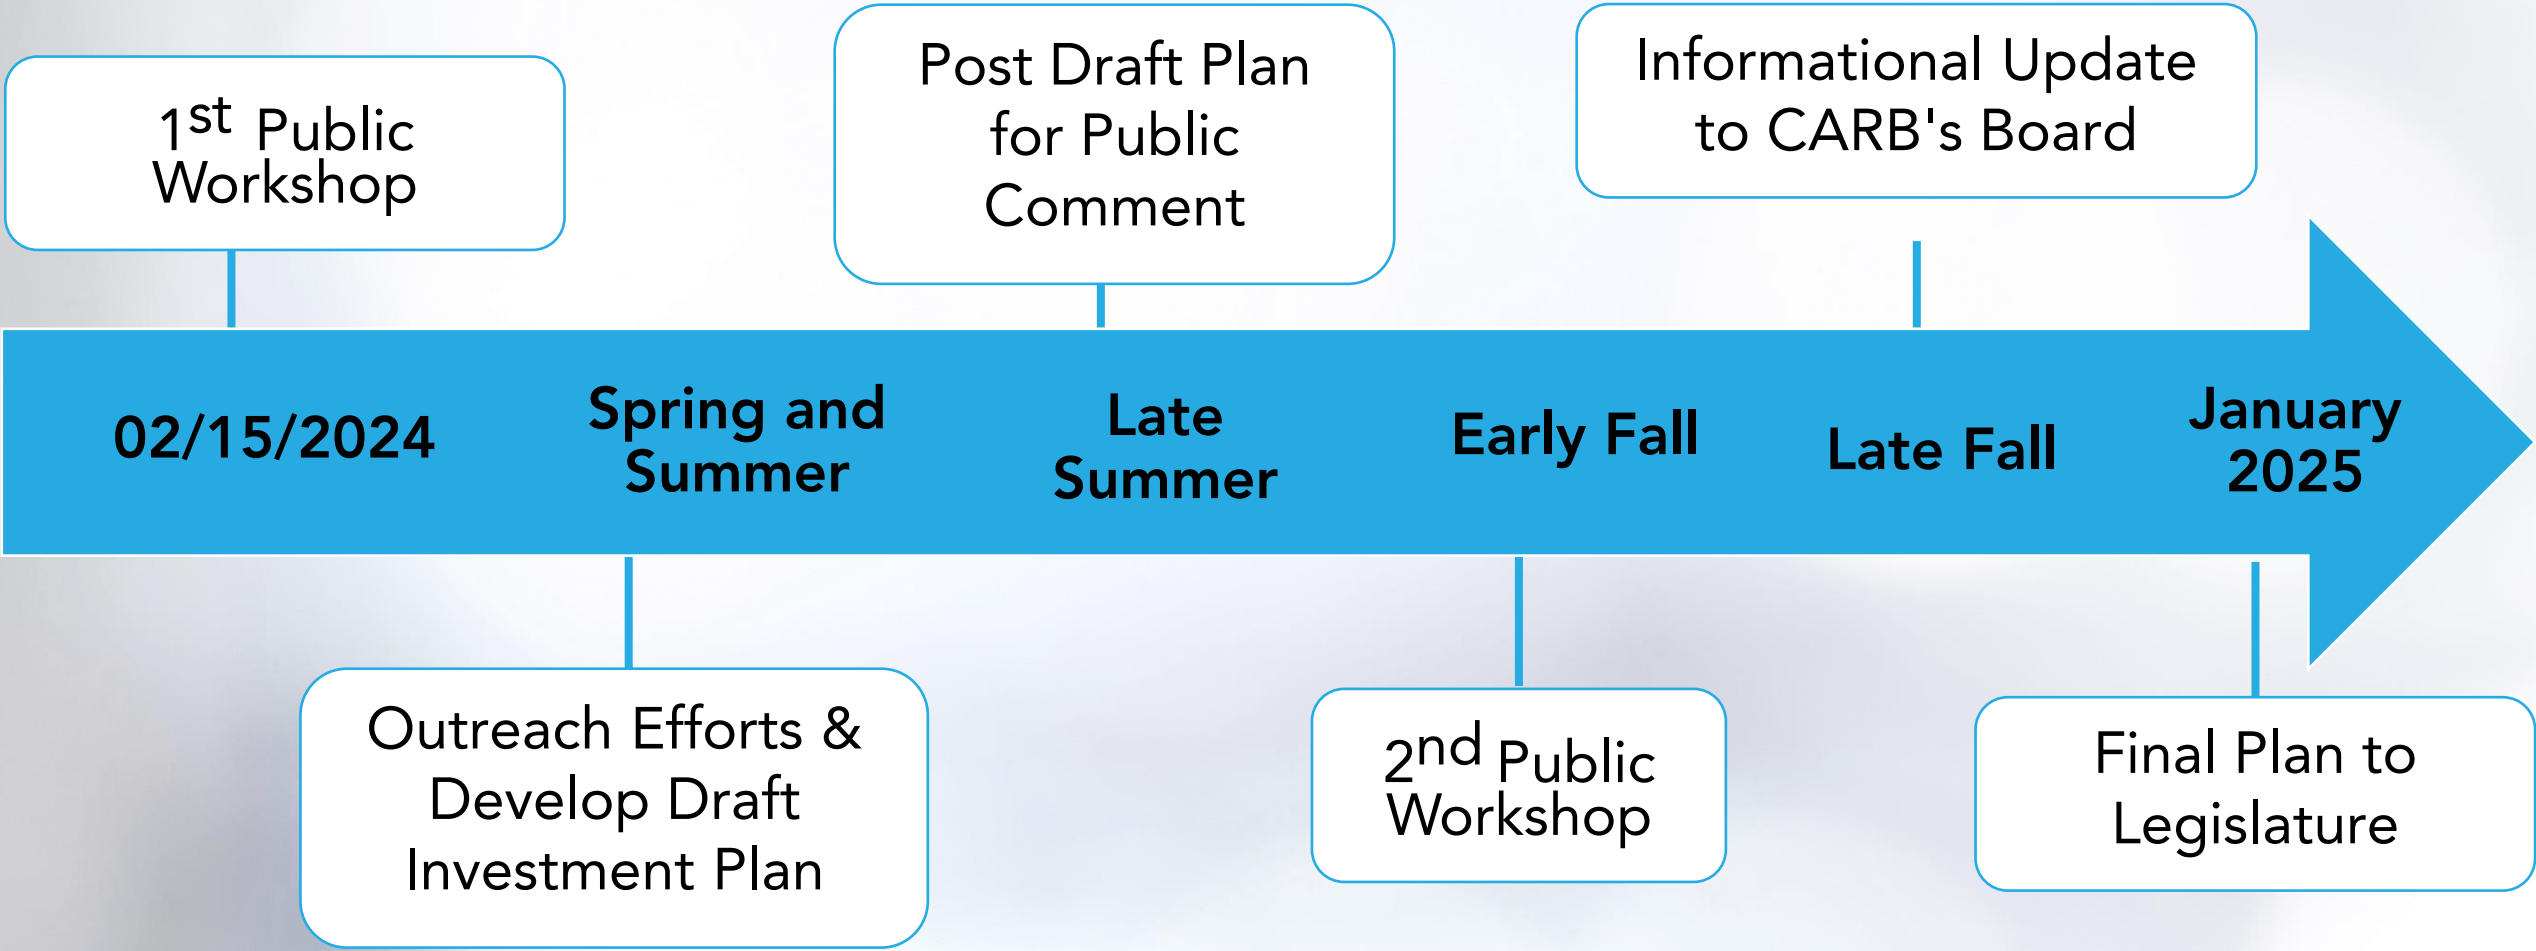 1st Public
Workshop
Post Draft Plan
for Public
Comment
Informational Update
to CARB's Board
02/15/2024
Spring and
Summer
Late
Summer
Early Fall
Late Fall
January
2025
Outreach Efforts &
Develop Draft
Investment Plan
2nd Public
Workshop
Final Plan to
Legislature